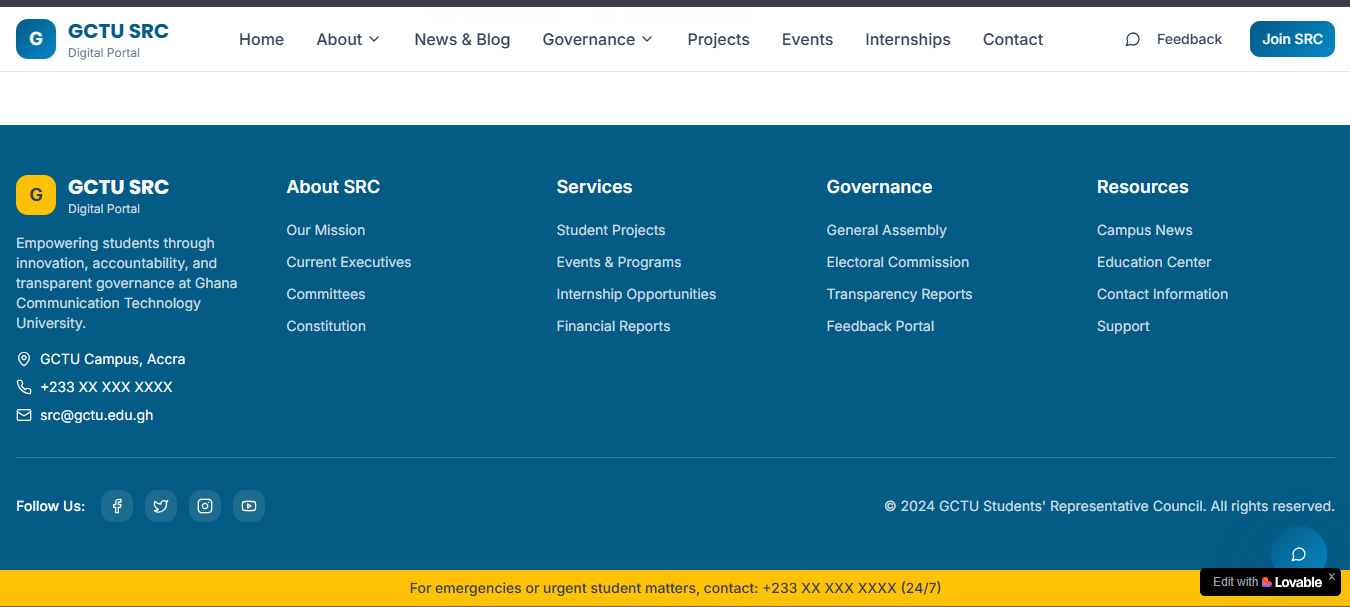 G
GCTU SRC
Digital Portal
Home
About
News & Blog
Governance
Projects
Events
Internships
Contact
Feedback
Join SRC
G
GCTU SRC
Digital Portal
Empowering students through
innovation, accountability, and
transparent governance at Ghana
Communication Technology
University.
GCTU Campus, Accra
+233 XX XXX XXXX
src@gctu.edu.gh
About SRC
Our Mission
Current Executives
Committees
Constitution
Services
Student Projects
Events & Programs
Internship Opportunities
Financial Reports
Governance
General Assembly
Electoral Commission
Transparency Reports
Feedback Portal
Resources
Campus News
Education Center
Contact Information
Support
Follow Us:
© 2024 GCTU Students' Representative Council. All rights reserved.
For emergencies or urgent student matters, contact: +233 XX XXX XXXX (24/7)
Edit with Lovable